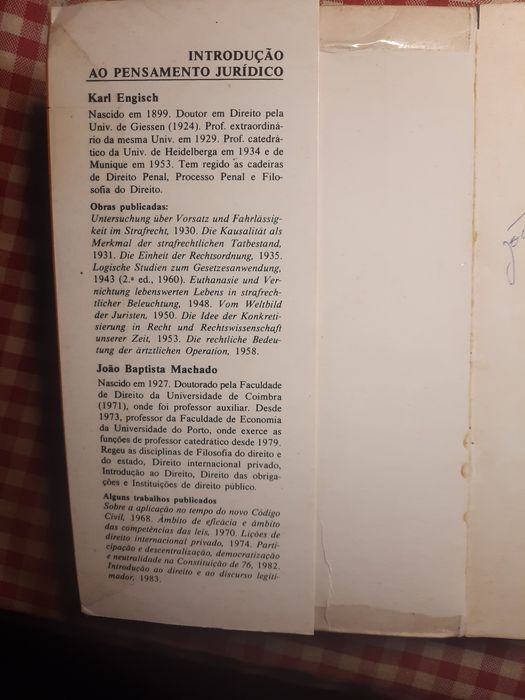 INTRODUÇÃO
AO PENSAMENTO JURÍDICO
Karl Engisch
Nascido em 1899. Doutor em Direito pela
Univ. de Giessen (1924). Prof. extraordiná-
rio da mesma Univ. em 1929. Prof. catedrá-
tico da Univ. de Heidelberga em 1934 e de
Munique em 1953. Tem regido as cadeiras
de Direito Penal, Processo Penal e Filo-
sofia do Direito.
Obras publicadas:
Untersuchung über Vorsatz und Fahrlässig-
keit im Strafrecht, 1930. Die Kausalität als
Merkmal der strafrechtlichen Tatbestand,
1931. Die Einheit der Rechtsordnung, 1935.
Logische Studien zum Gesetzesanwendung,
1943 (2.ª ed., 1960). Euthanasie und Ver-
nichtung lebenswerten Lebens in strafrech-
tlicher Beleuchtung, 1948. Vom Weltbild
der Juristen, 1950. Die Idee der Konkreti-
sierung in Recht und Rechtswissenschaft
unserer Zeit, 1953. Die rechtliche Bedeu-
tung der ärtztlichen Operation, 1958.
João Baptista Machado
Nascido em 1927. Doutorado pela Faculdade
de Direito da Universidade de Coimbra
(1971), onde foi professor auxiliar. Desde
1973, professor da Faculdade de Economia
da Universidade do Porto, onde exerce as
funções de professor catedrático desde 1979.
Regeu as disciplinas de Filosofia do direito e
do estado, Direito internacional privado,
Introdução ao Direito, Direito das obriga-
ções e Instituições de direito público.
Alguns trabalhos publicados
Sobre a aplicação no tempo do novo Código
Civil, 1968. Âmbito de eficácia e âmbito
das competências das leis, 1970. Lições de
direito internacional privado, 1974. Parti-
cipação e descentralização, democratização
e neutralidade na Constituição de 76, 1982.
Introdução ao direito e ao discurso legiti-
mador, 1983.